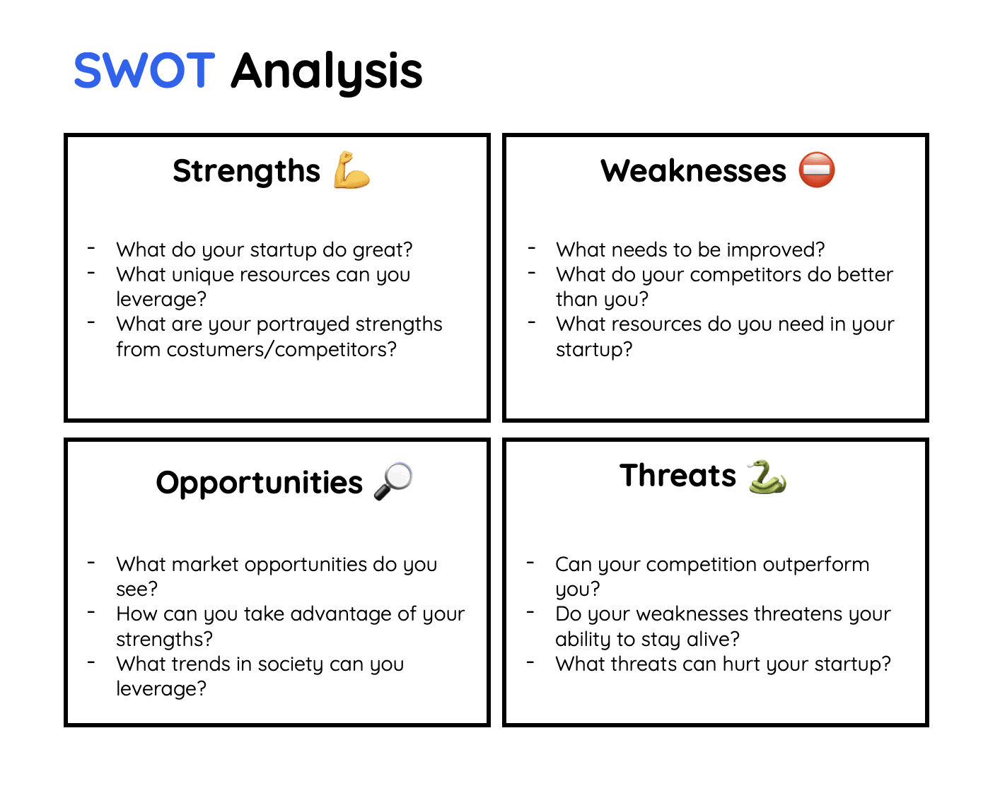 SWOT Analysis
Strengths
- What do your startup do great?
- What unique resources can you
leverage?
- What are your portrayed strengths
from costumers/competitors?
Weaknesses
- What needs to be improved?
- What do your competitors do better
than you?
- What resources do you need in your
startup?
Opportunities
- What market opportunities do you
see?
- How can you take advantage of your
strengths?
- What trends in society can you
leverage?
Threats
- Can your competition outperform
you?
- Do your weaknesses threatens your
ability to stay alive?
- What threats can hurt your startup?